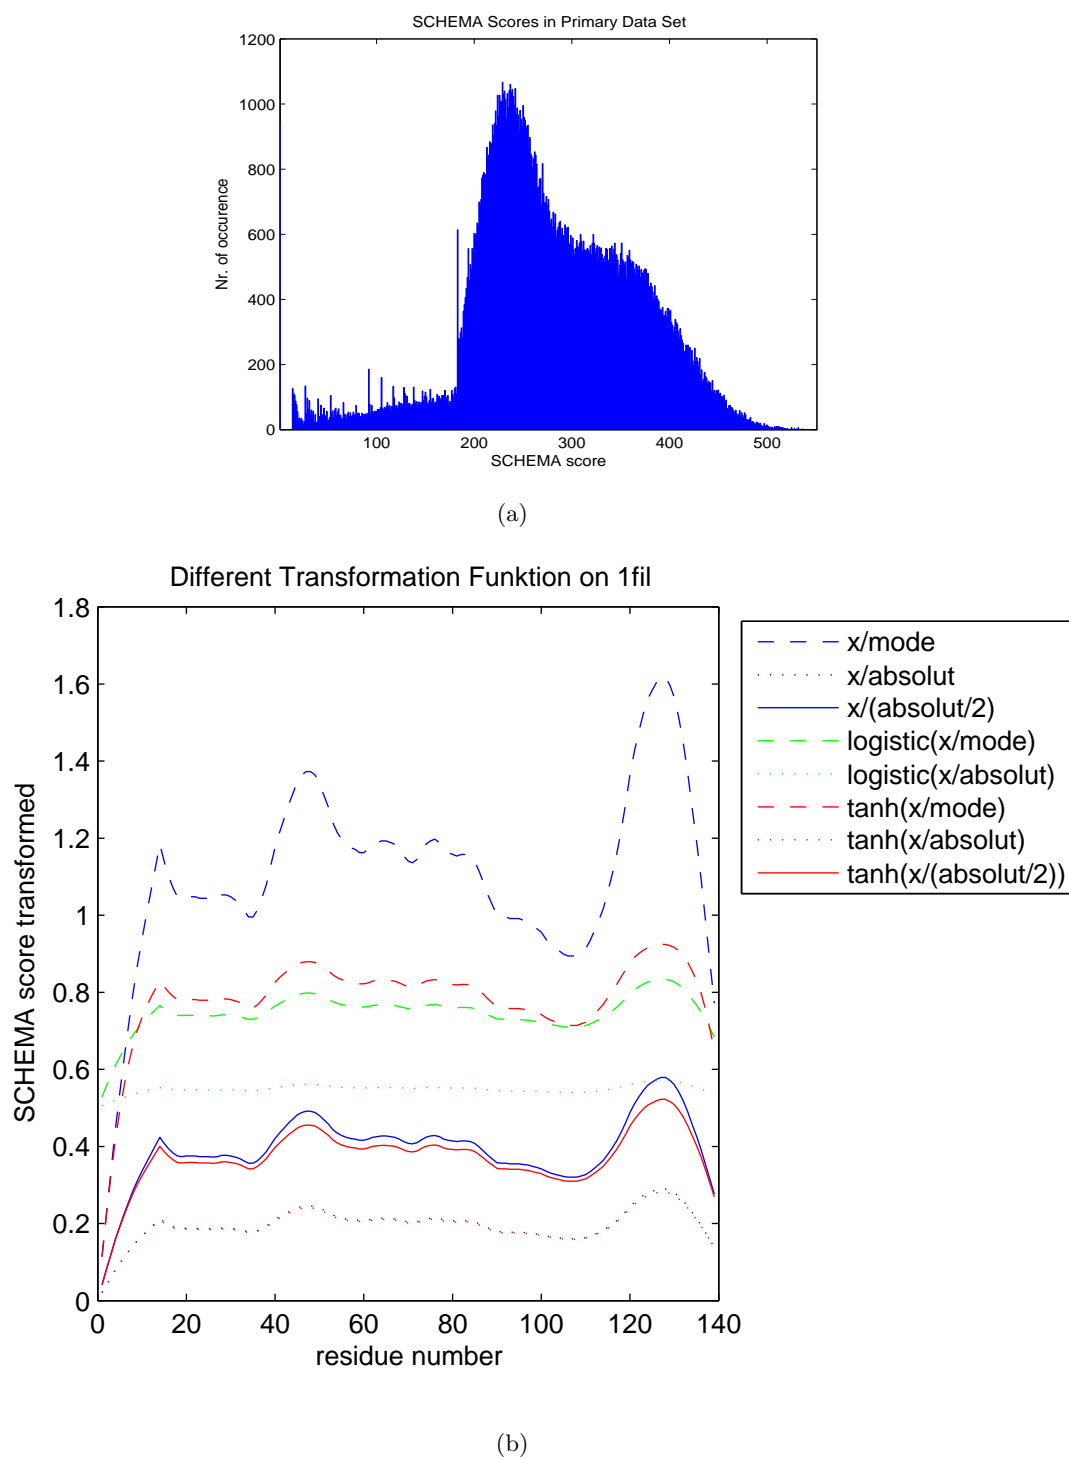 SCHEMA Scores in Primary Data Set
1200
1000
800
600
400
200
0
Nr. of occurence
100 200 300 400 500
SCHEMA score
(a)
Different Transformation Funktion on 1fil
1.8
1.6
1.4
1.2
1
0.8
0.6
0.4
0.2
0
SCHEMA score transformed
0 20 40 60 80 100 120 140
residue number
x/mode
x/absolut
x/(absolut/2)
logistic(x/mode)
logistic(x/absolut)
tanh(x/mode)
tanh(x/absolut)
tanh(x/(absolut/2))
(b)